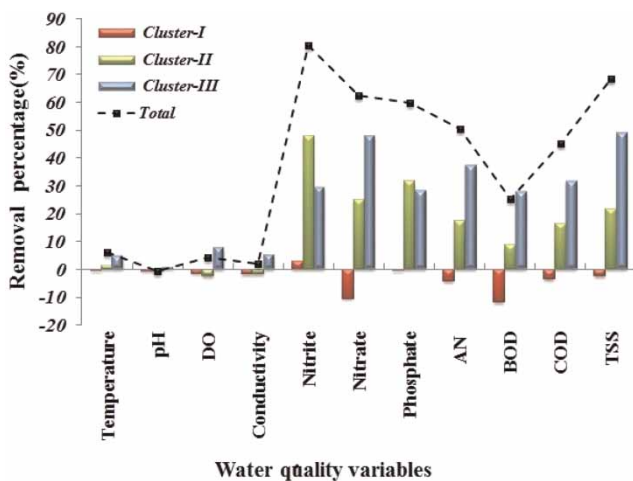 90
80
70
60
50
40
30
20
10
0
-10
-20
Removal percentage(%)
Cluster-I
Cluster-II
Cluster-III
Total
Temperature
pH
DO
Conductivity
Nitrite
Nitrate
Phosphate
AN
BOD
COD
TSS
Water quality variables